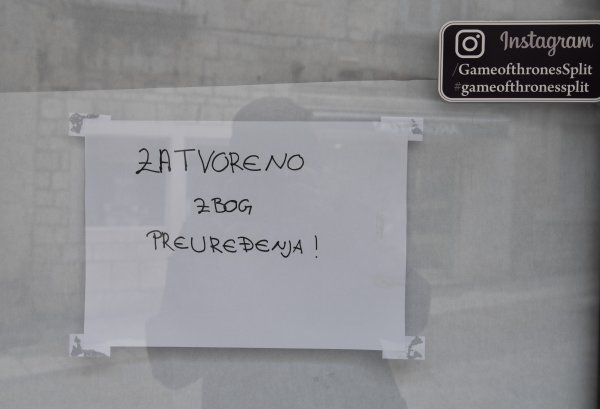 Instagram
/GameofthronesSplit
#gameofthronessplit
ZATVORENO
ZBOG
PREUREĐENJA!